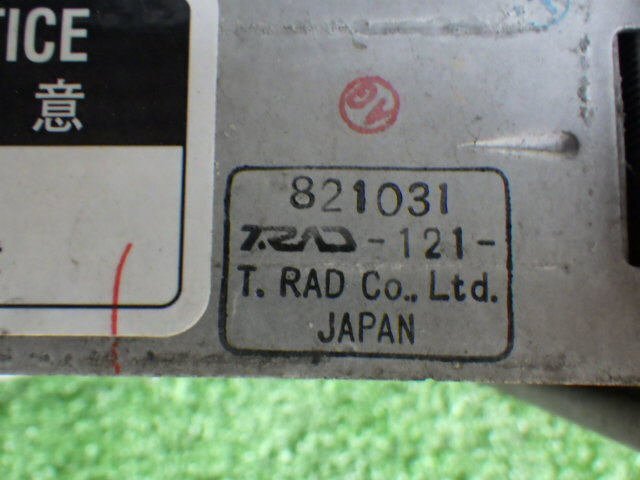 TICE
意
821031
T.RAD -121-
T. RAD Co., Ltd.
JAPAN